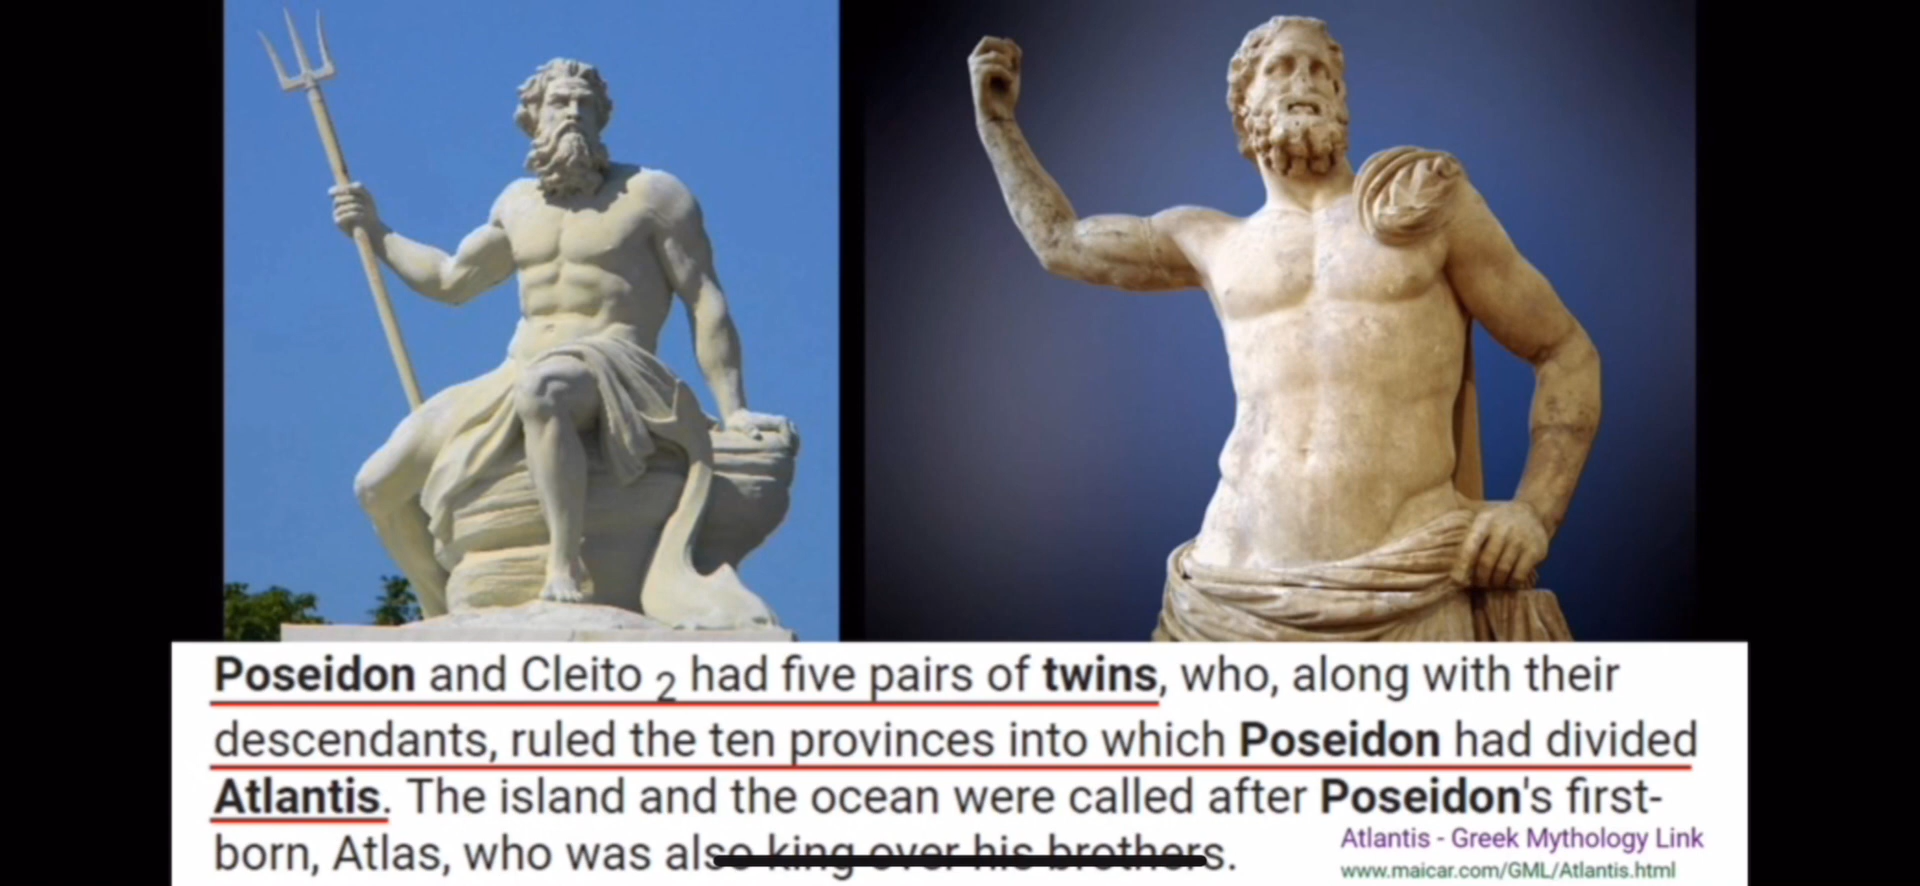 Poseidon and Cleito 2 had five pairs of twins, who, along with their
descendants, ruled the ten provinces into which Poseidon had divided
Atlantis. The island and the ocean were called after Poseidon's first-
born, Atlas, who was also king over his brothers.
Atlantis - Greek Mythology Link
www.maicar.com/GML/Atlantis.html